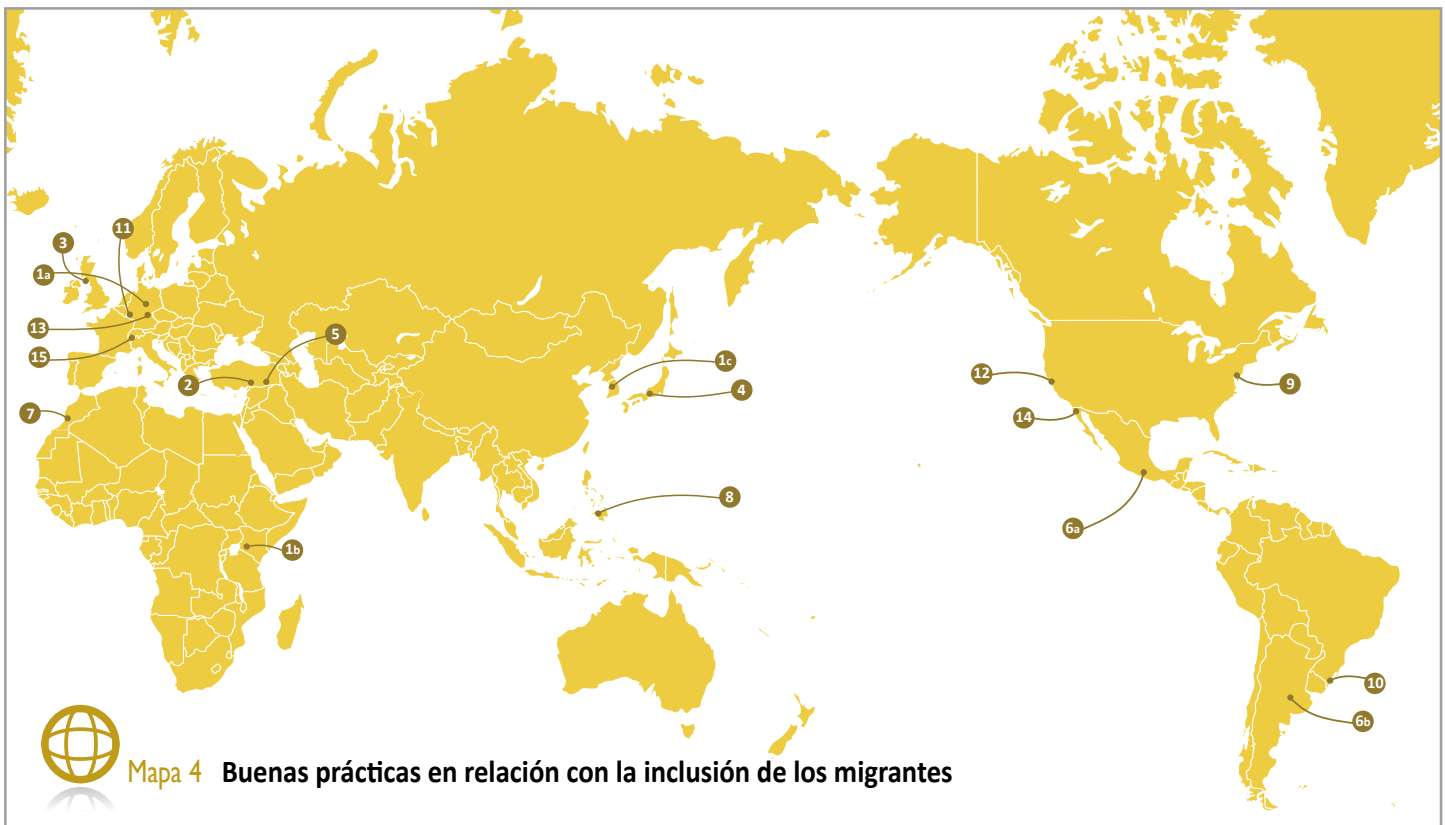 11
3
1a
13
15
5
2
7
1c
4
12
9
14
8
6a
1b
10
6b
Mapa 4 Buenas prácticas en relación con la inclusión de los migrantes